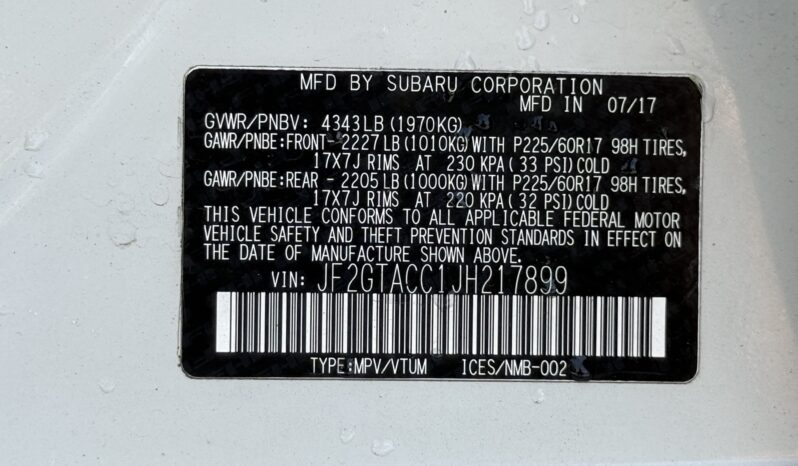 MFD BY SUBARU CORPORATION
MFD IN 07/17
GVWR/PNBV: 4343LB(1970KG)
GAWR/PNBE:FRONT-2227LB(1010KG)WITH P225/60R17 98H TIRES,
17X7J RIMS AT 230 KPA(33 PSI)COLD
GAWR/PNBE:REAR - 2205LB(1000KG)WITH P225/60R17 98H TIRES,
17X7J RIMS AT 220 KPA(32 PSI)COLD
THIS VEHICLE CONFORMS TO ALL APPLICABLE FEDERAL MOTOR
VEHICLE SAFETY AND THEFT PREVENTION STANDARDS IN EFFECT ON
THE DATE OF MANUFACTURE SHOWN ABOVE.
VIN: JF2GTACC1JH217899
TYPE:MPV/VTUM ICES/NMB-002